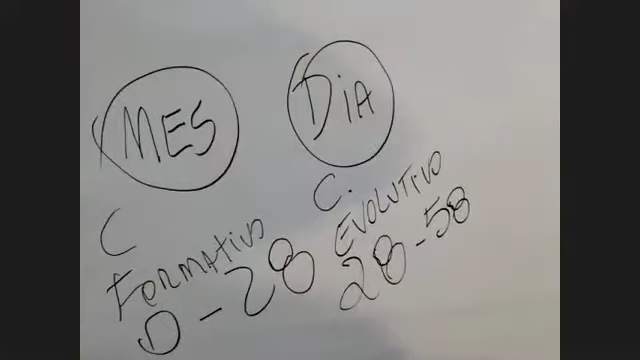 MES
C
FORMATIVO
0-28
DiA
C.
EVOLUTIVO
28-58